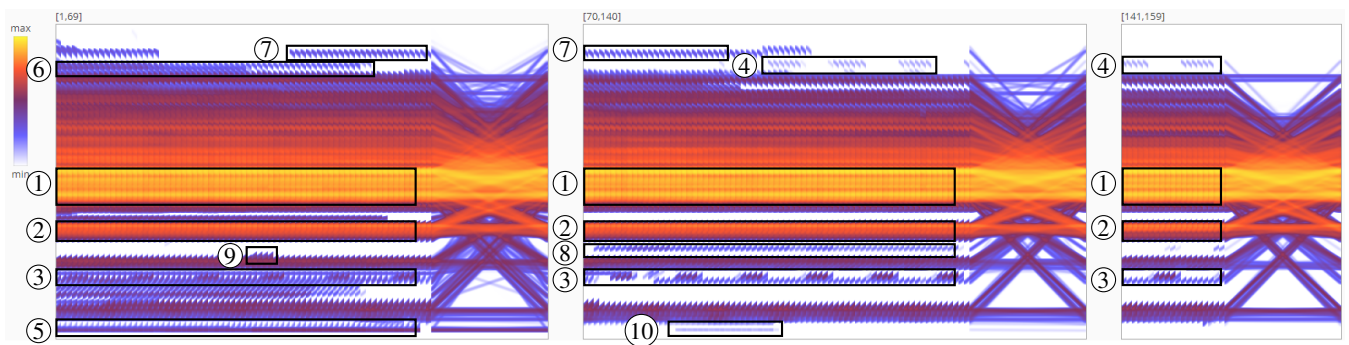 [1,69] [70,140] [141,159]
max
⑦ ⑦
④ ④
⑥
min
① ① ①
② ② ②
⑨ ⑧
③ ③ ③
⑤ ⑩